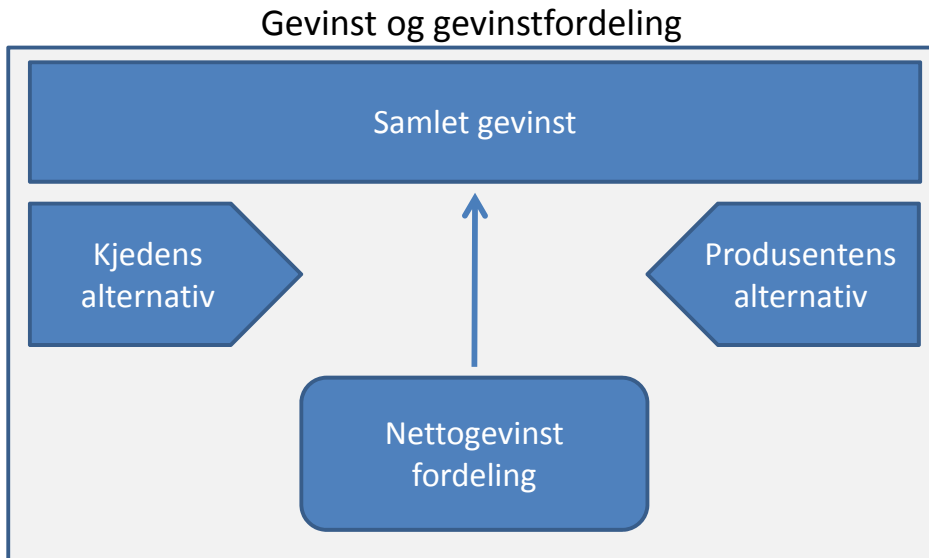 Gevinst og gevinstfordeling
Samlet gevinst
Kjedens
alternativ
Produsentens
alternativ
Nettogevinst
fordeling